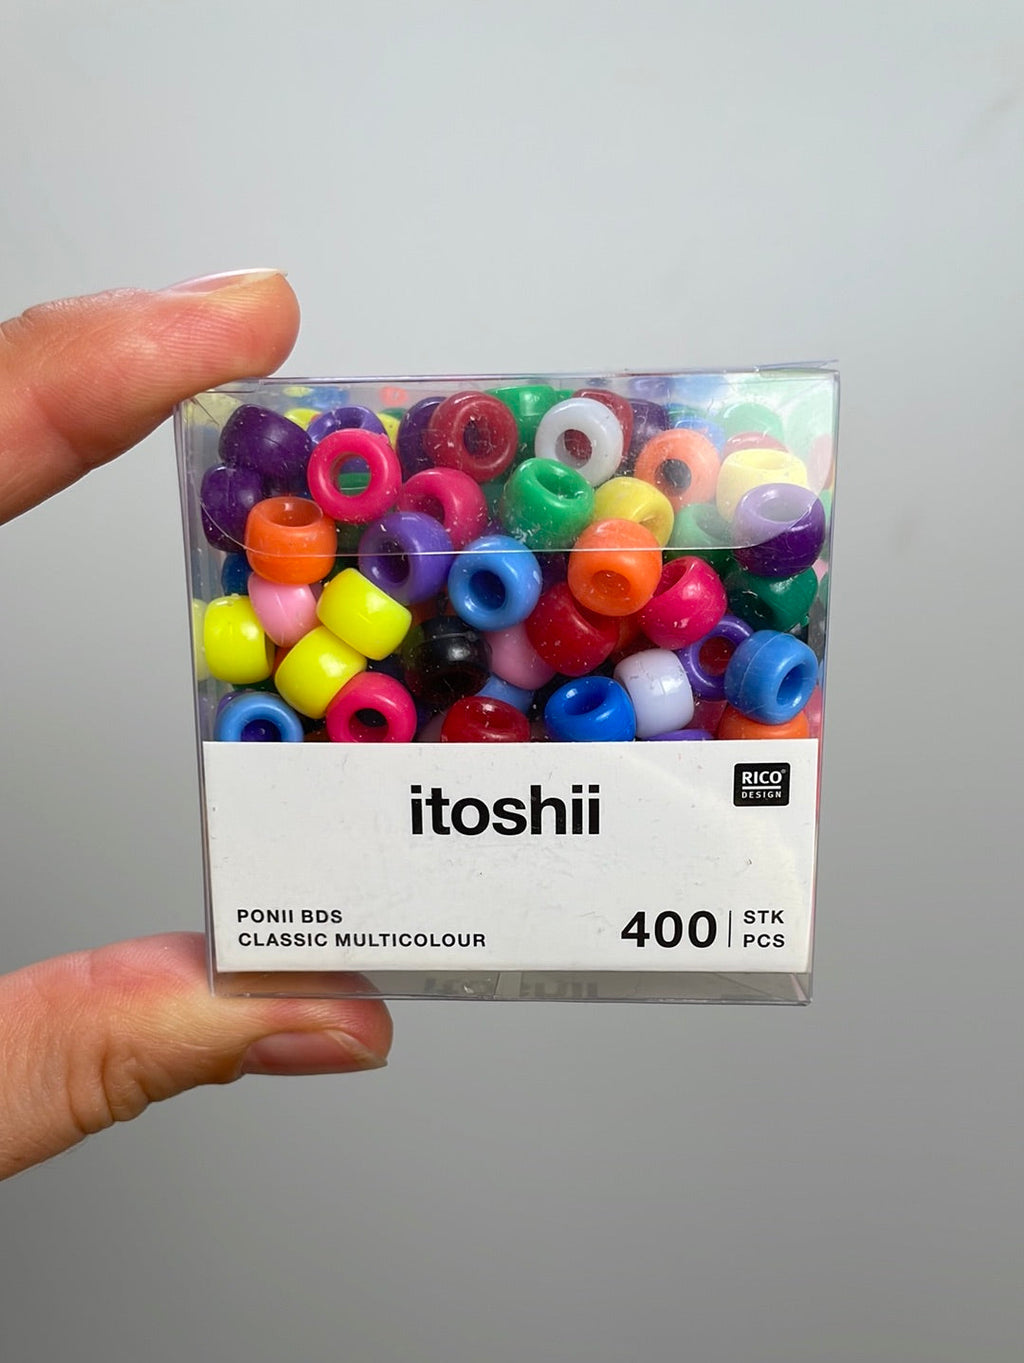 itoshii
RICO®
DESIGN
PONII BDS
CLASSIC MULTICOLOUR
400
STK
PCS